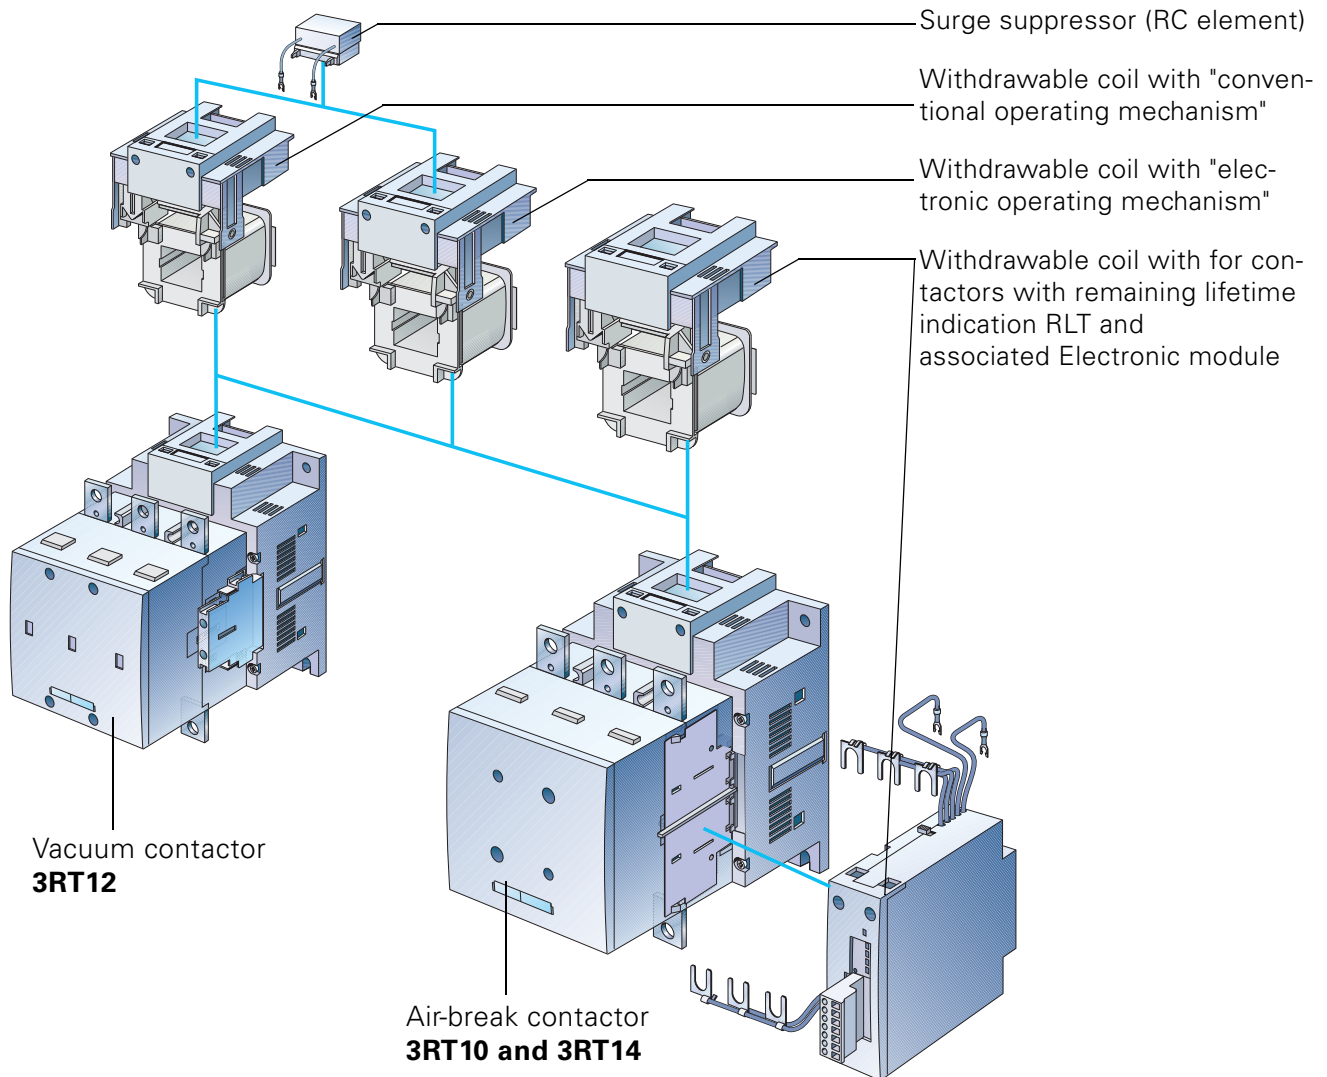 Surge suppressor (RC element)
Withdrawable coil with "conven-
tional operating mechanism"
Withdrawable coil with "elec-
tronic operating mechanism"
Withdrawable coil with for con-
tactors with remaining lifetime
indication RLT and
associated Electronic module
Vacuum contactor
3RT12
Air-break contactor
3RT10 and 3RT14